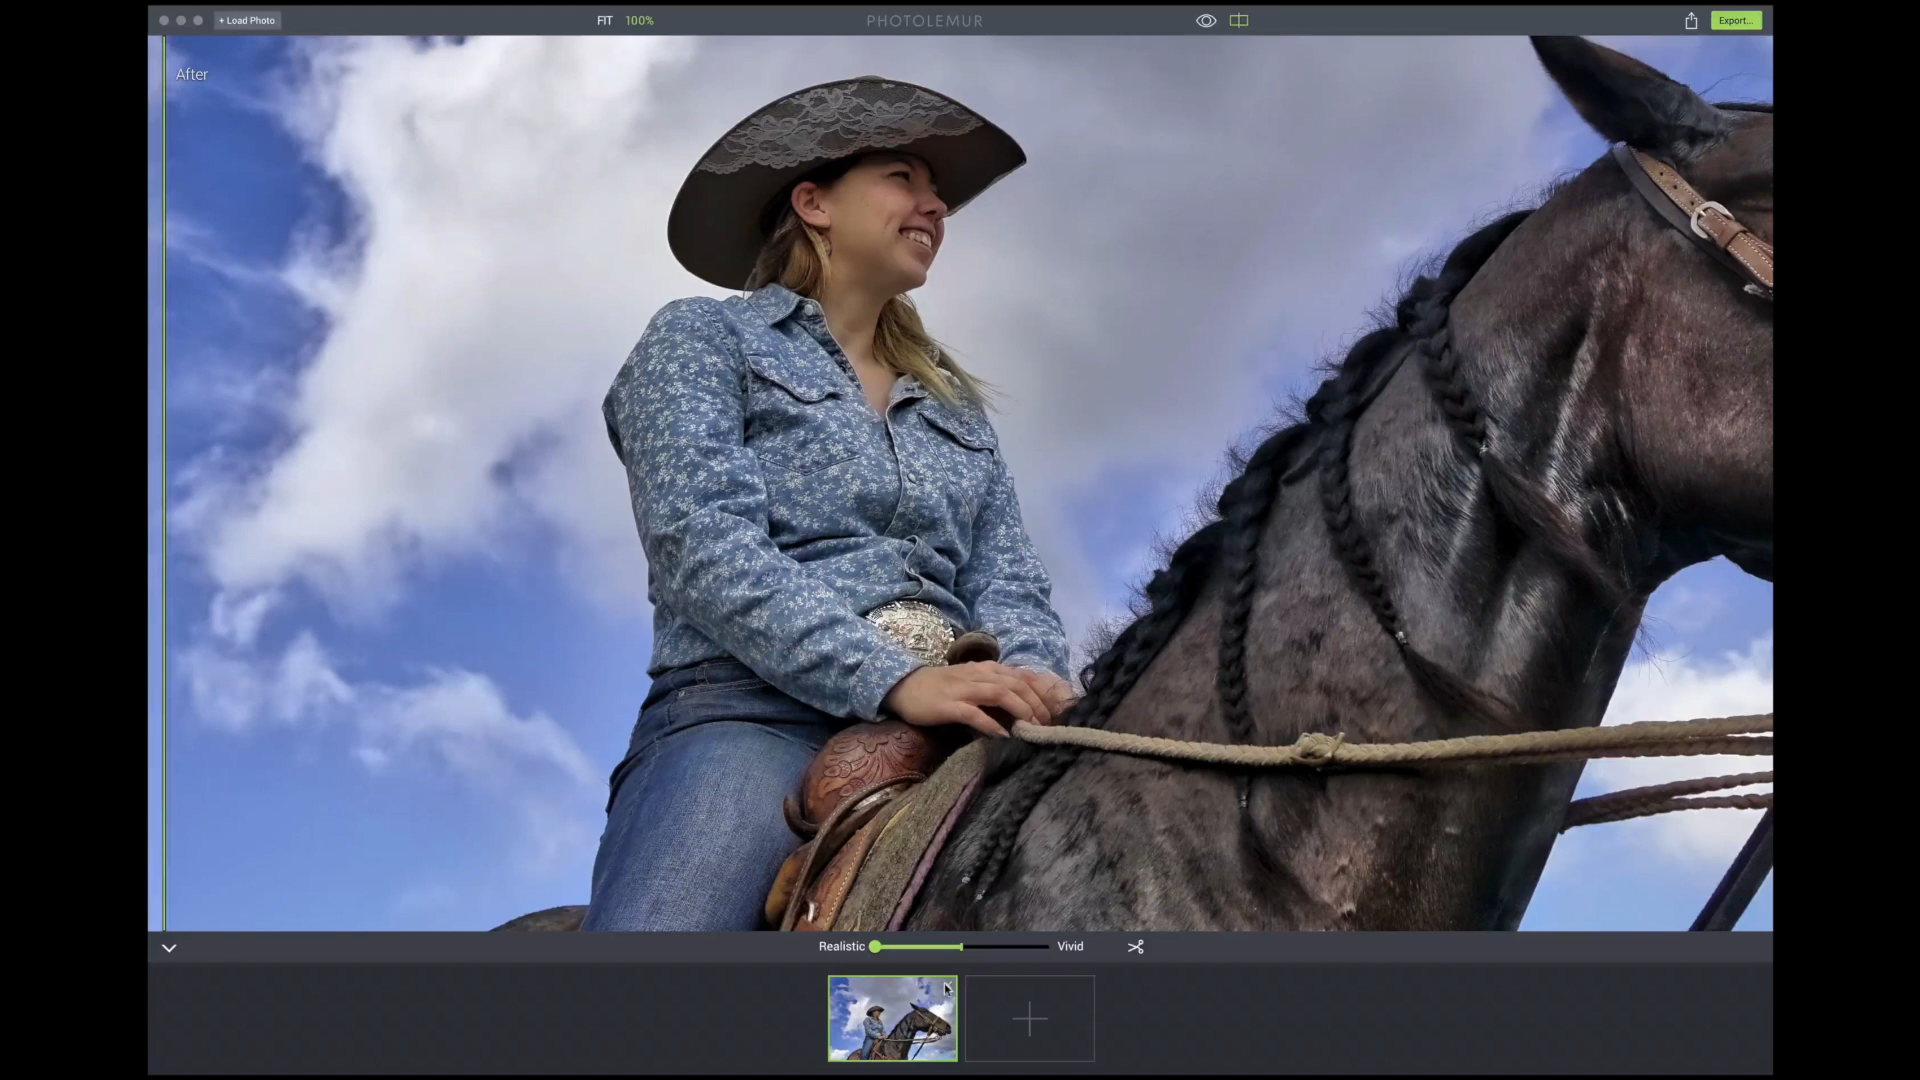 + Load Photo
FIT 100%
PHOTOLEMUR
Export...
After
Realistic
Vivid